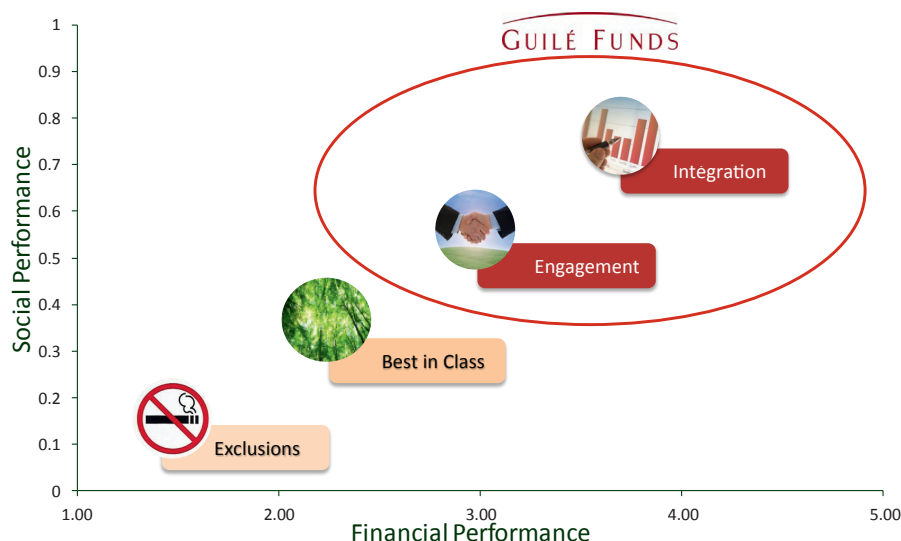 GUILÉ FUNDS
Social Performance
1
0.9
0.8
0.7
0.6
0.5
0.4
0.3
0.2
0.1
0
Intégration
Engagement
Best in Class
Exclusions
1.00 2.00 3.00 4.00 5.00
Financial Performance